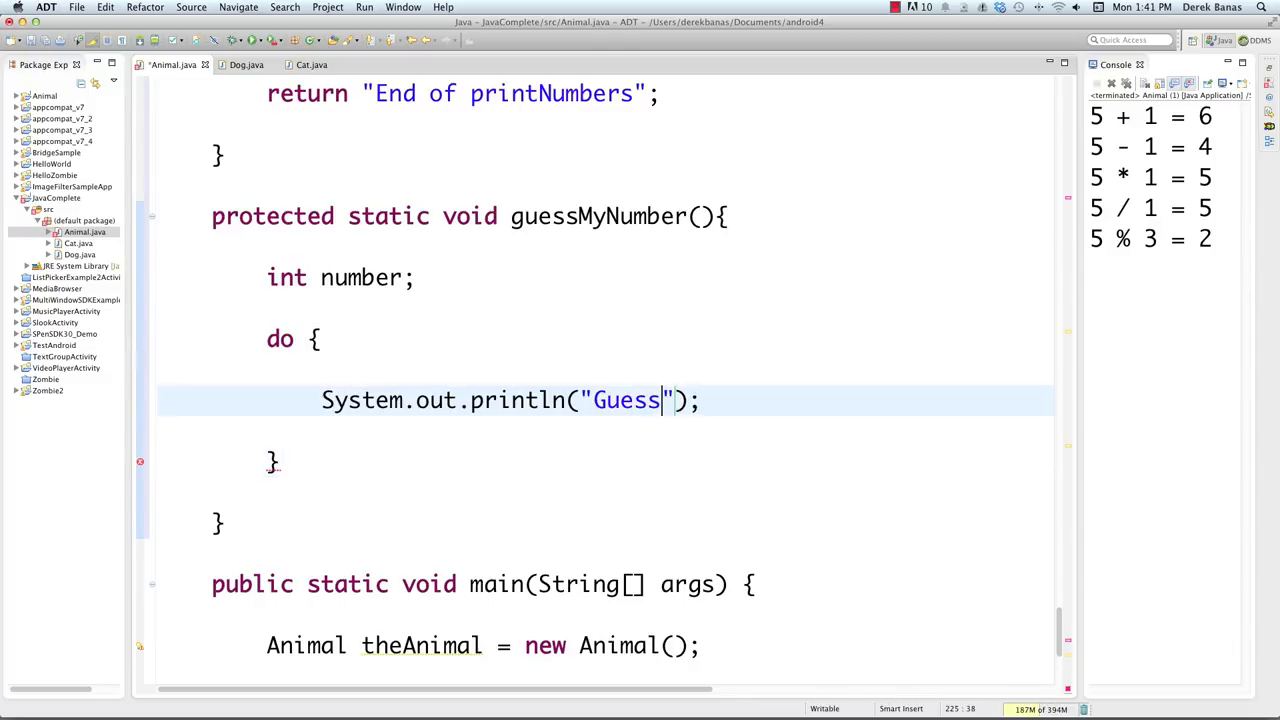 ADT File Edit Refactor Source Navigate Search Project Run Window Help 10 Mon 1:41 PM Derek Banas
Java – JavaComplete/src/Animal.java – ADT – /Users/derekbanas/Documents/android4
Quick Access Java DDMS
Package Exp
*Animal.java Dog.java Cat.java
Console
<terminated> Animal (1) [Java Application] /S
Animal
appcompat_v7
appcompat_v7_2
appcompat_v7_3
appcompat_v7_4
BridgeSample
HelloWorld
HelloZombie
ImageFilterSampleApp
JavaComplete
src
(default package)
Animal.java
Cat.java
Dog.java
JRE System Library [Ja
ListPickerExample2Activi
MediaBrowser
MultiWindowSDKExample
MusicPlayerActivity
SlookActivity
SPenSDK30_Demo
TestAndroid
TextGroupActivity
VideoPlayerActivity
Zombie
Zombie2
return "End of printNumbers";
}
protected static void guessMyNumber(){
int number;
do {
System.out.println("Guess");
}
}
public static void main(String[] args) {
Animal theAnimal = new Animal();
5 + 1 = 6
5 - 1 = 4
5 * 1 = 5
5 / 1 = 5
5 % 3 = 2
Writable Smart Insert 225 : 38 187M of 394M